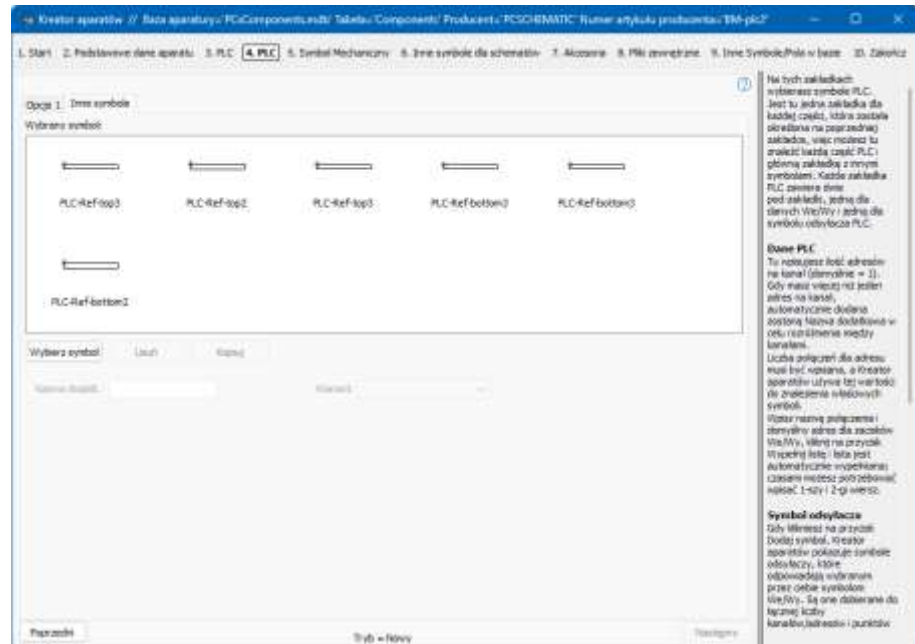 Kreator aparatów // Baza aparatury='PCsComponents.mdb' Tabela='Components' Producent='PCSCHEMATIC' Numer artykułu producenta='BM-plc2'
1. Start 2. Podstawowe dane aparatu 3. PLC 4. PLC 5. Symbol Mechaniczny 6. Inne symbole dla schematów 7. Akcesoria 8. Pliki zewnętrzne 9. Inne Symbole/Pola w bazie 10. Zakończ
Opcje 1 Inne symbole
Wybrano symbol:
PLC-Ref-top3 PLC-Ref-top2 PLC-Ref-top3 PLC-Ref-bottom3
PLC-Ref-bottom2
Wybierz symbol Usuń Kopiuj
Element
Poprzedni
Tryb = Nowy
Następny
Na tych zakładkach
wybierasz symbole PLC.
Jest tu jedna zakładka dla
każdej części, która została
określona na poprzedniej
zakładce, więc możesz tu
znaleźć każdą część PLC i
główną zakładkę z innymi
symbolami. Każda zakładka
PLC zawiera dwie
pod zakładki, jedną dla
danych We/Wy i jedną dla
symbolu odsyłacza PLC.
Dane PLC
Tu wpisujesz ilość adresów
na kanał (domyślnie = 1).
Gdy masz więcej niż jeden
adres na kanał,
automatycznie dodana
zostaną Nazwa dodatkowa w
celu rozróżnienia między
kanałami.
Liczba połączeń dla adresu
musi być wpisana, a Kreator
aparatów używa tej wartości
do znalezienia właściwych
symboli.
Wpisz nazwę połączenia i
domyślny adres dla zacisków
We/Wy, kliknij na przycisk
Wypełnij listę i lista jest
automatycznie wypełniana;
czasami możesz potrzebować
wpisać 1-szy i 2-gi wiersz.
Symbol odsyłacza
Gdy klikniesz na przycisk
Dodaj symbol, Kreator
aparatów pokazuje symbole
odsyłaczy, które
odpowiadają wybranym
przez ciebie symbolom
We/Wy. Są one dobierane do
łącznej liczby
kanałów,adresów i punktów